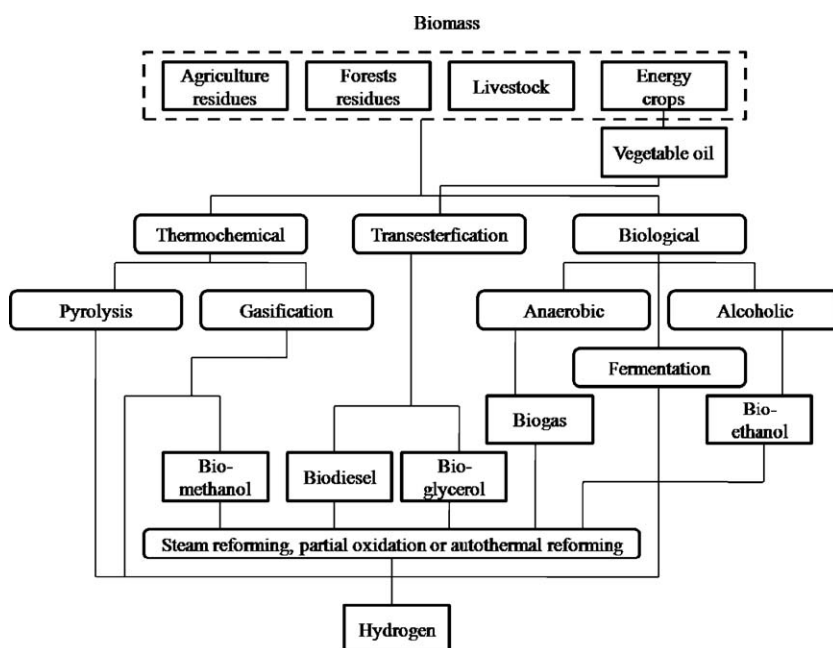 Biomass
Agriculture
residues
Forests
residues
Livestock
Energy
crops
Vegetable oil
Thermochemical
Transesterfication
Biological
Pyrolysis
Gasification
Anaerobic
Alcoholic
Fermentation
Biogas
Bio-
ethanol
Bio-
methanol
Biodiesel
Bio-
glycerol
Steam reforming, partial oxidation or autothermal reforming
Hydrogen